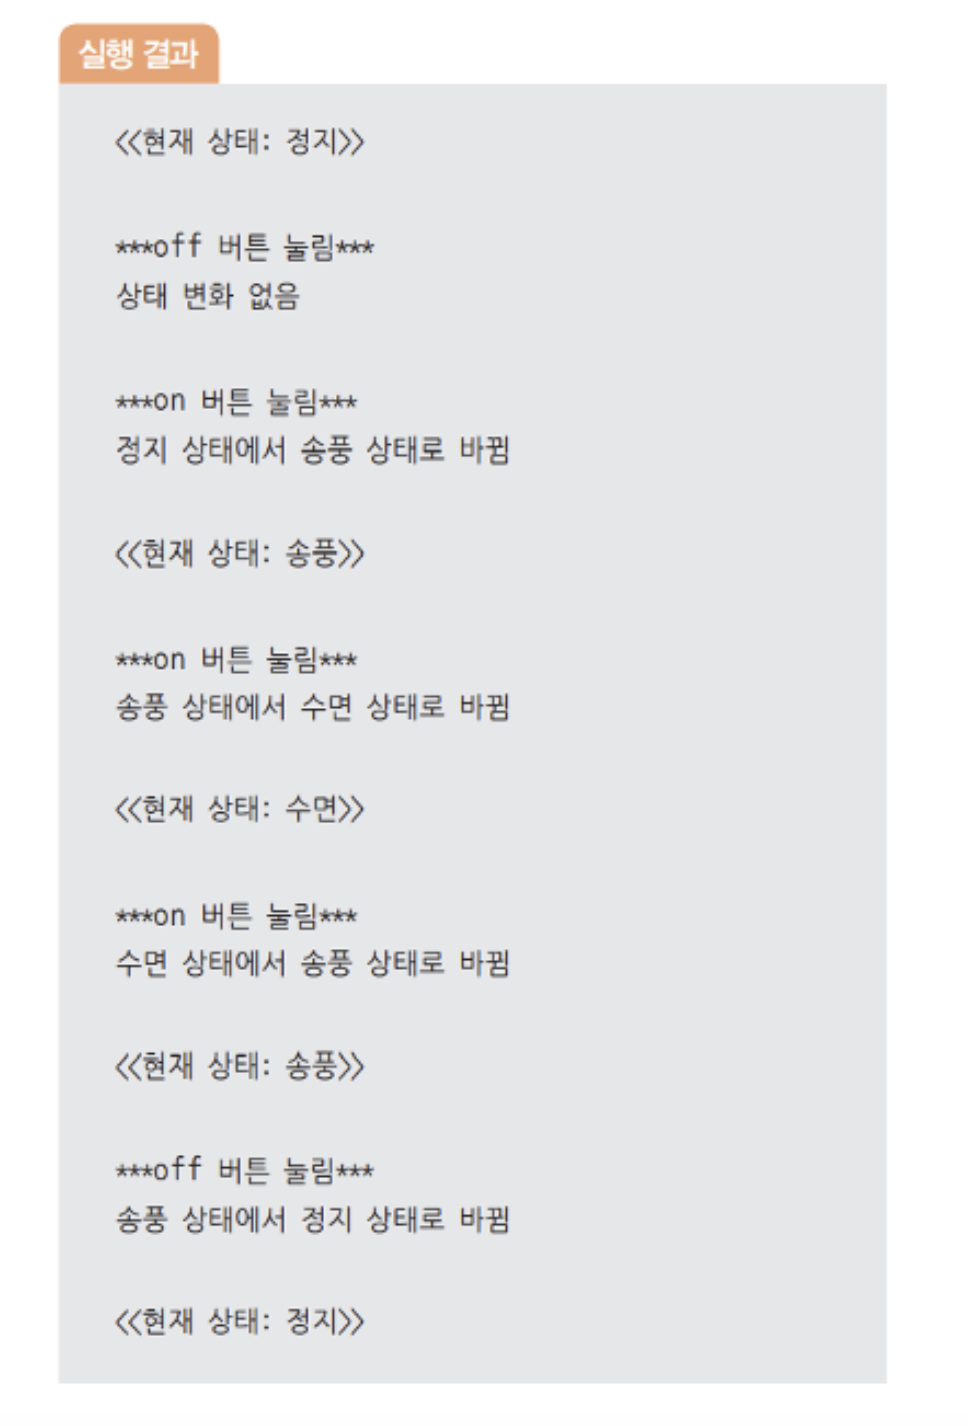 실행 결과
<<현재 상태: 정지>>
***off 버튼 눌림***
상태 변화 없음
***on 버튼 눌림***
정지 상태에서 송풍 상태로 바뀜
<<현재 상태: 송풍>>
***on 버튼 눌림***
송풍 상태에서 수면 상태로 바뀜
<<현재 상태: 수면>>
***on 버튼 눌림***
수면 상태에서 송풍 상태로 바뀜
<<현재 상태: 송풍>>
***off 버튼 눌림***
송풍 상태에서 정지 상태로 바뀜
<<현재 상태: 정지>>